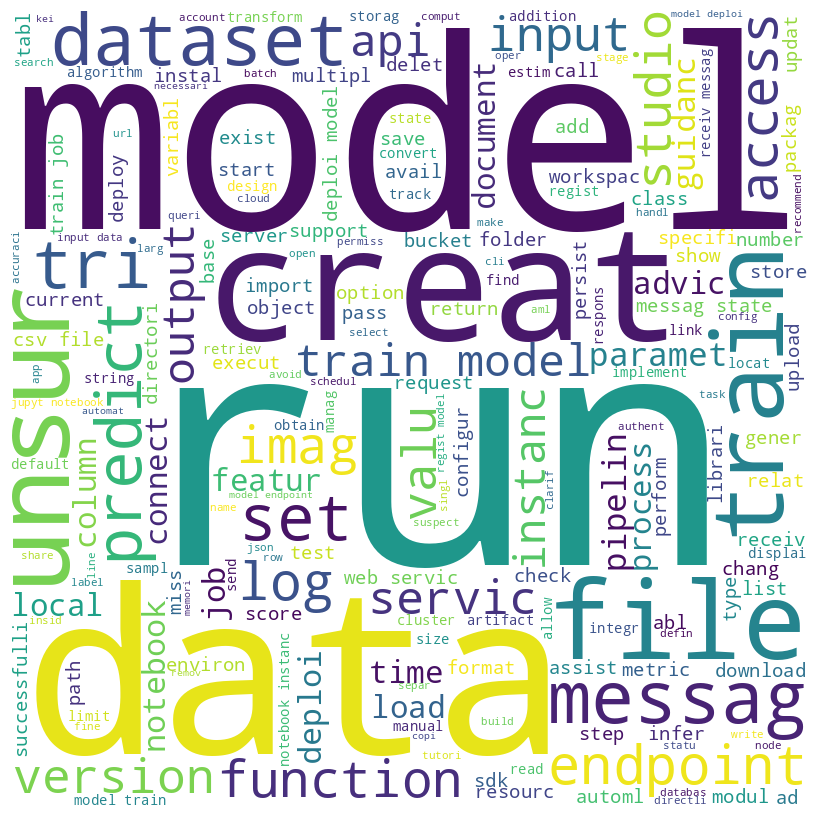 kei
account
transform
storag
comput
addition
model deploi
tabl
search
dataset
api
input
access
updat
algorithm
instal
batch
multipl
delet
oper
estim
call
stage
necessari
model
studio
guidanc
receiv messag
packag
recommend
url
train job
deploy
variabl
exist
start
design
cloud
state
convert
save
avail
track
deploi model
document
add
workspac
regist
class
handl
queri
make
input data
larg
accuraci
tri
output
base
server
support
permiss
bucket
folder
specifi
number
show
store
current
import
open
object
option
pass
return
cli
find
persist
respons
advic
link
messag state
config
creat
csv file
directori
retriev
execut
select
aml
train model
paramet
locat
upload
train
unsur
app
string
jupyt notebook
automat
predict
column
connect
default
avoid
schedul
request
implement
task
imag
obtain
manag
valu
singl
regist model
configur
instanc
authent
librari
gener
relat
featur
model endpoint
name
set
run
suspect
clarif
pipelin
process
perform
receiv
displai
share
line
label
sampl
json
row
test
log
job
send
miss
memori
web servic
check
chang
type
list
local
score
servic
cluster
artifact
size
allow
file
integr
abl
defin
successfulli
insid
notebook
path
environ
remov
limit
fine
data
notebook instanc
deploi
time
format
load
separ
manual
copi
build
tutori
assist
metric
download
messag
step
infer
statu
write
node
version
function
sdk
resourc
read
endpoint
automl
databas
directli
modul
ad
model train